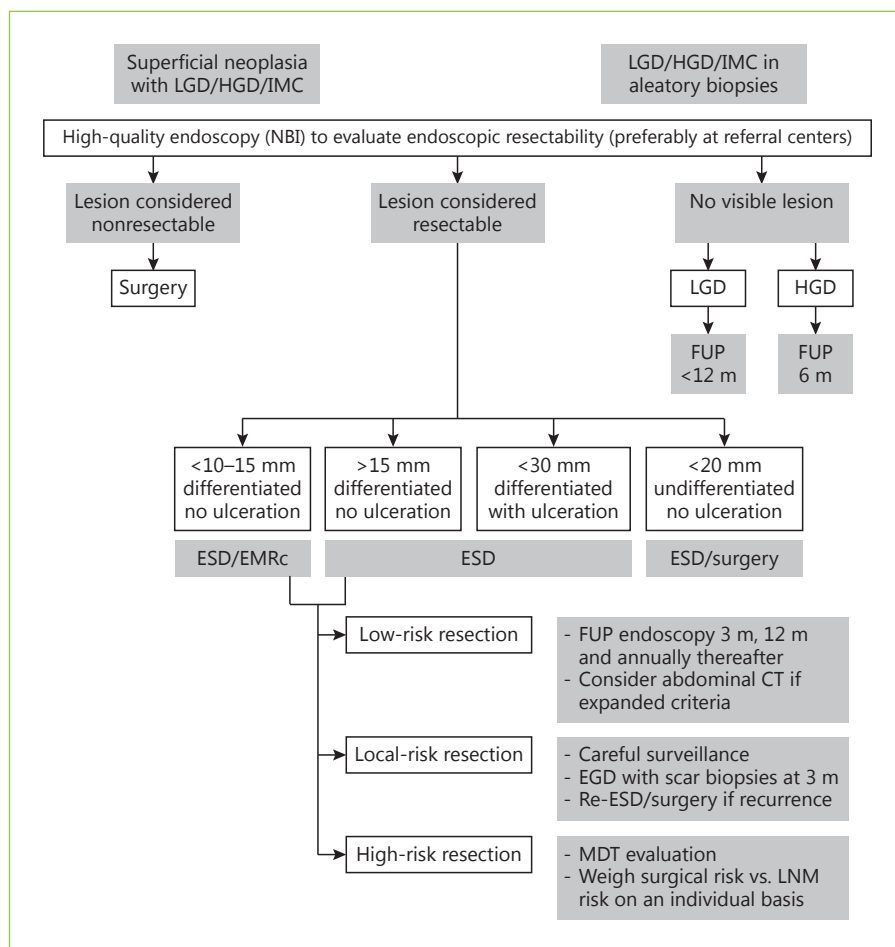 Superficial neoplasia
with LGD/HGD/IMC
LGD/HGD/IMC in
aleatory biopsies
High-quality endoscopy (NBI) to evaluate endoscopic resectability (preferably at referral centers)
Lesion considered
nonresectable
Lesion considered
resectable
No visible lesion
Surgery
LGD
HGD
FUP
<12 m
FUP
6 m
<10–15 mm
differentiated
no ulceration
>15 mm
differentiated
no ulceration
<30 mm
differentiated
with ulceration
<20 mm
undifferentiated
no ulceration
ESD/EMRc
ESD
ESD/surgery
Low-risk resection
- FUP endoscopy 3 m, 12 m
and annually thereafter
- Consider abdominal CT if
expanded criteria
Local-risk resection
- Careful surveillance
- EGD with scar biopsies at 3 m
- Re-ESD/surgery if recurrence
High-risk resection
- MDT evaluation
- Weigh surgical risk vs. LNM
risk on an individual basis